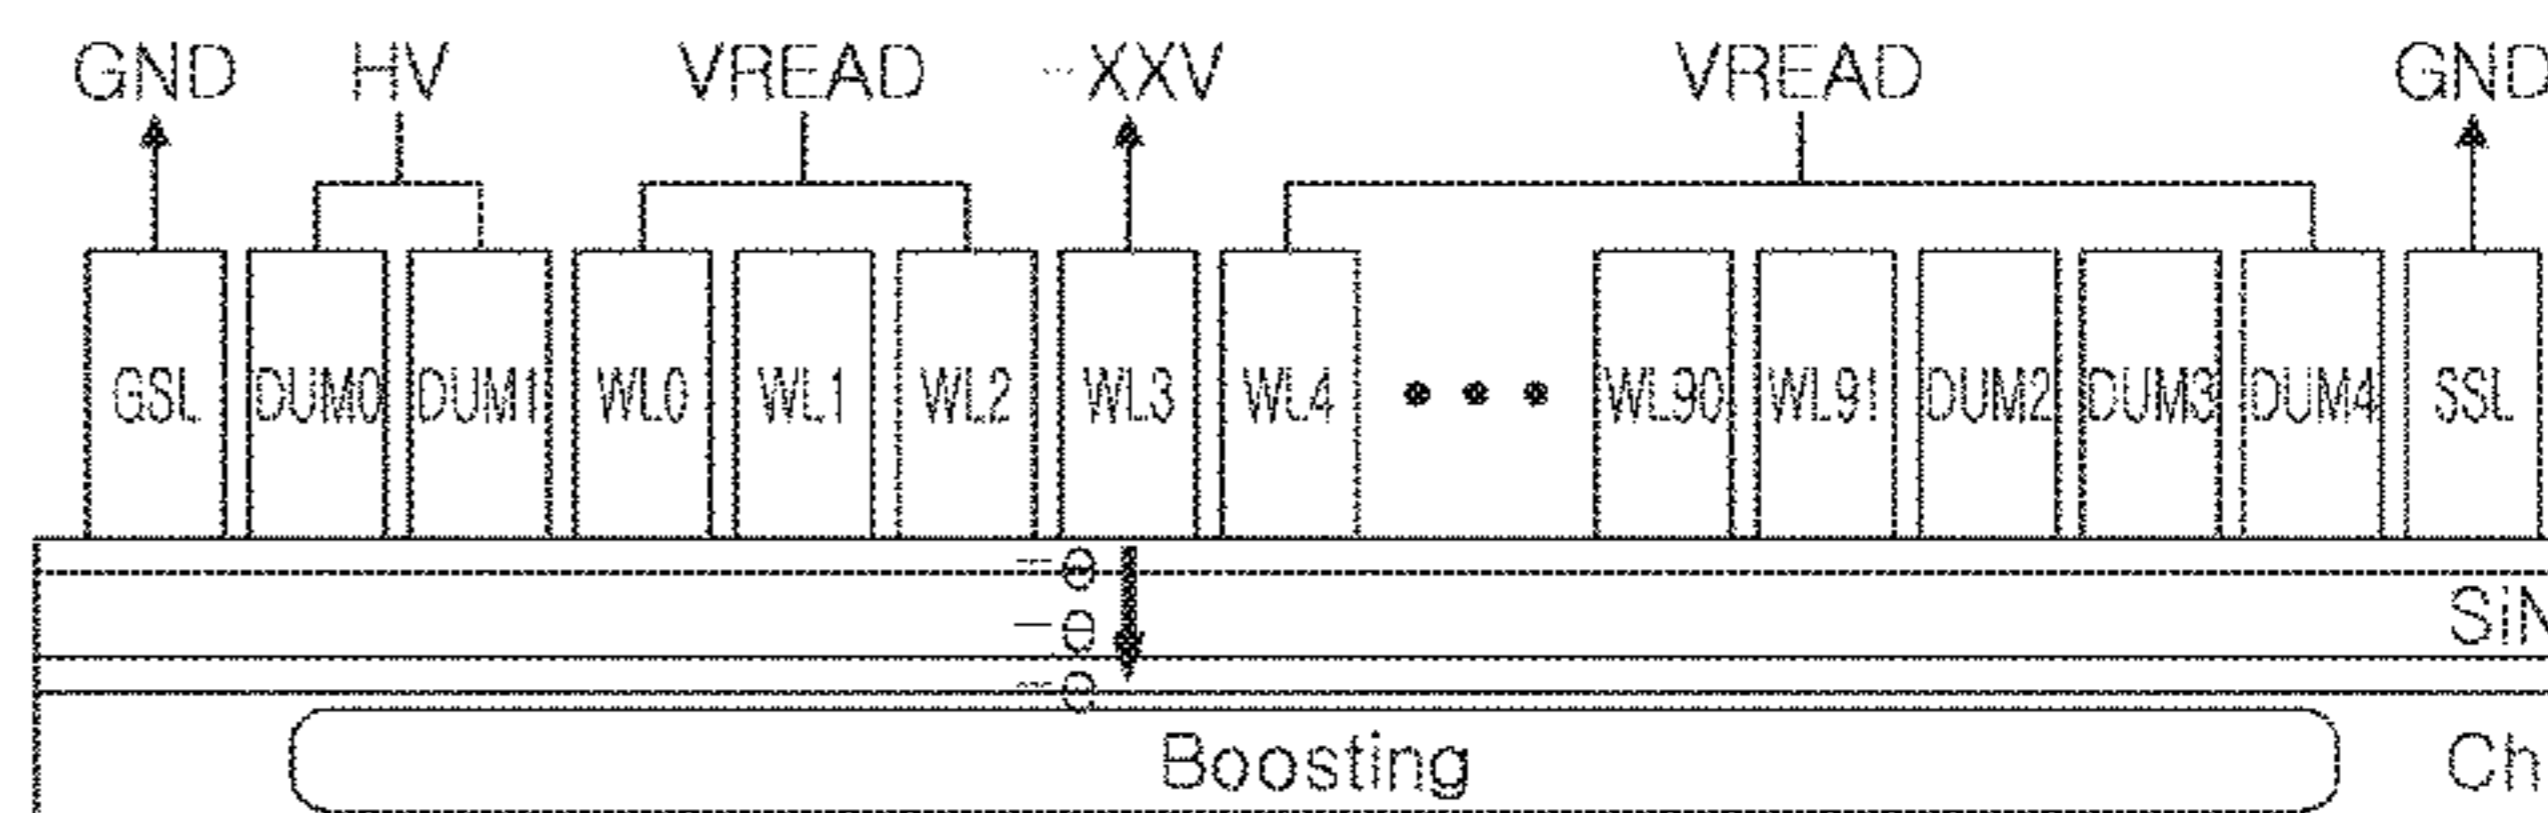 GND HV VREAD -XXV VREAD GND
GSL DUM0 DUM1 WL0 WL1 WL2 WL3 WL4 ••• WL90 WL91 DUM2 DUM3 DUM4 SSL
SiN
Boosting Ch